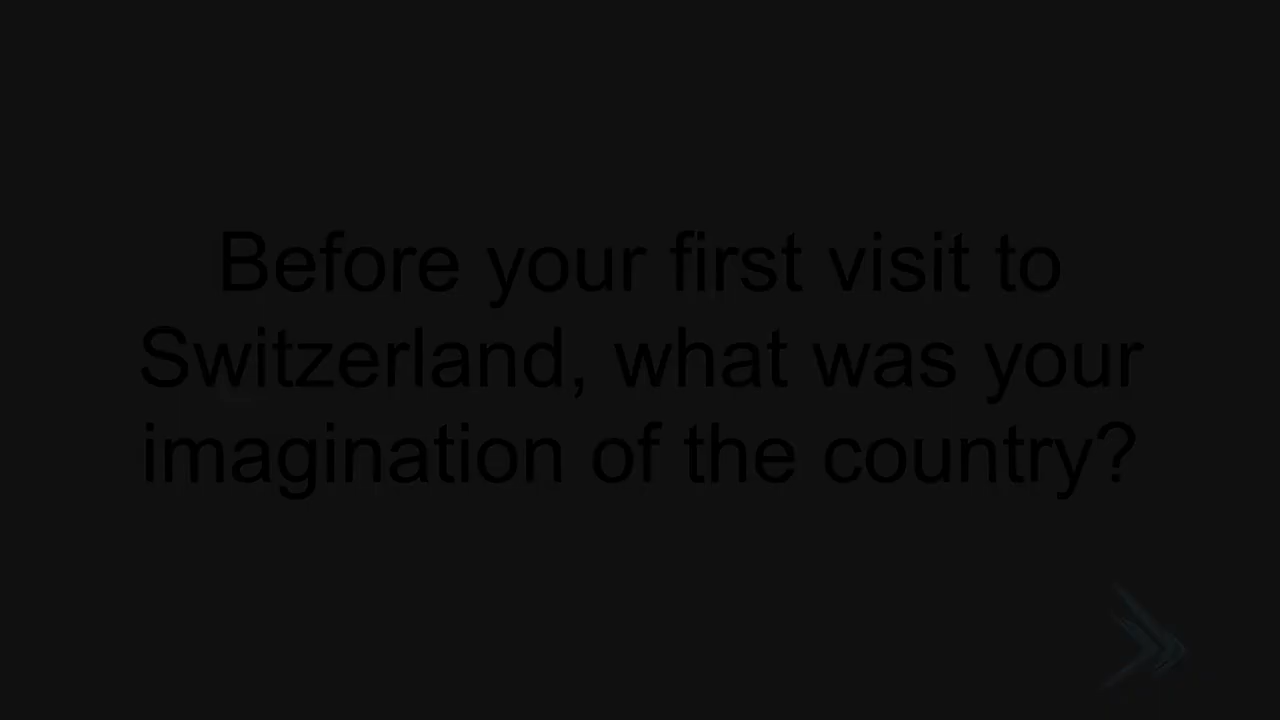 Before your first visit to
Switzerland, what was your
imagination of the country?